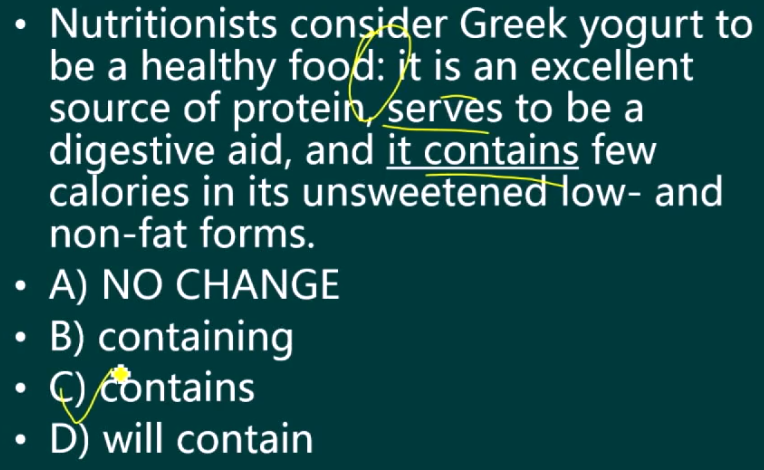 • Nutritionists consider Greek yogurt to
be a healthy food: it is an excellent
source of protein, serves to be a
digestive aid, and it contains few
calories in its unsweetened low- and
non-fat forms.
• A) NO CHANGE
• B) containing
• C) contains
• D) will contain